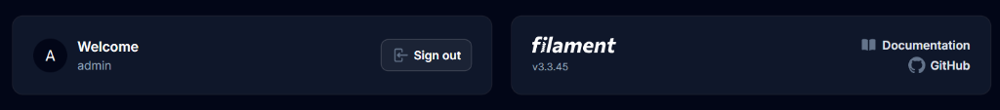 A
Welcome
admin
Sign out
filament
v3.3.45
Documentation
GitHub